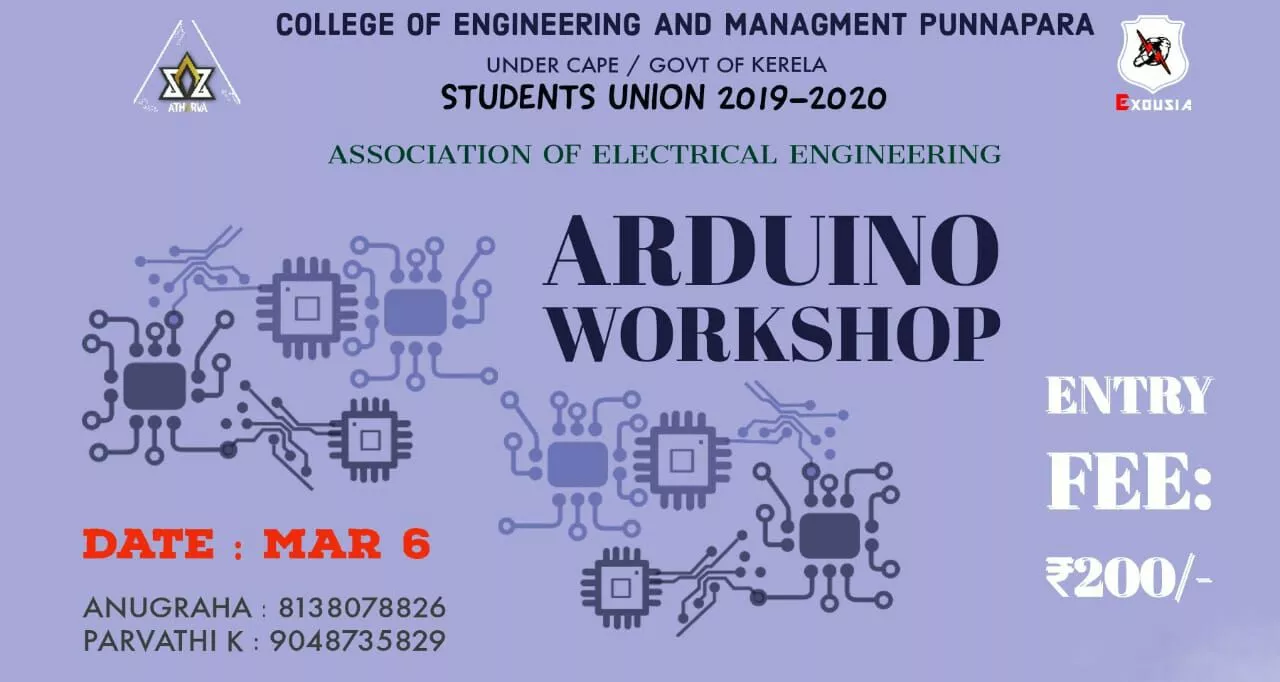 COLLEGE OF ENGINEERING AND MANAGMENT PUNNAPARA
UNDER CAPE / GOVT OF KERELA
STUDENTS UNION 2019-2020
ATHARVA
EXOUSIA
ASSOCIATION OF ELECTRICAL ENGINEERING
ARDUINO
WORKSHOP
ENTRY
FEE:
₹200/-
DATE : MAR 6
ANUGRAHA : 8138078826
PARVATHI K : 9048735829